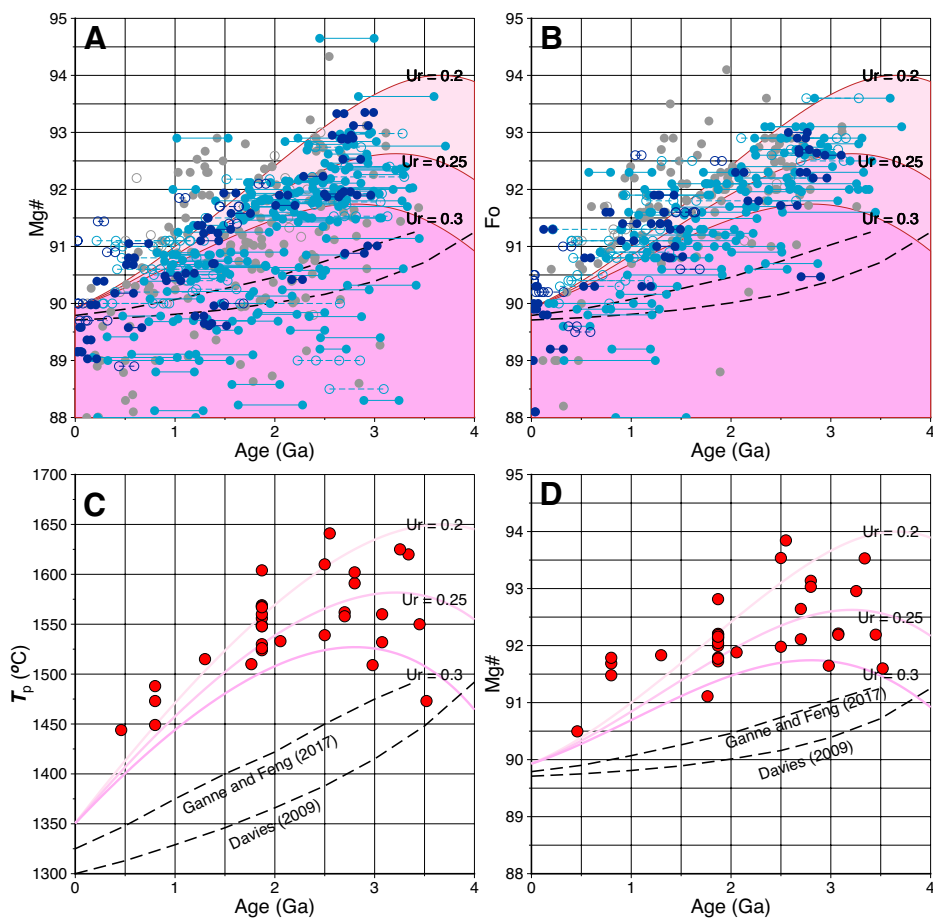 A
95
94
93
92
91
90
89
88
Mg#
Ur = 0.2
Ur = 0.25
Ur = 0.3
0
1
2
3
4
Age (Ga)
B
95
94
93
92
91
90
89
88
Fo
Ur = 0.2
Ur = 0.25
Ur = 0.3
0
1
2
3
4
Age (Ga)
C
1700
1650
1600
1550
1500
1450
1400
1350
1300
Tp (ºC)
Ur = 0.2
Ur = 0.25
Ur = 0.3
Ganne and Feng (2017)
Davies (2009)
0
1
2
3
4
Age (Ga)
D
95
94
93
92
91
90
89
88
Mg#
Ur = 0.2
Ur = 0.25
Ur = 0.3
Ganne and Feng (2017)
Davies (2009)
0
1
2
3
4
Age (Ga)